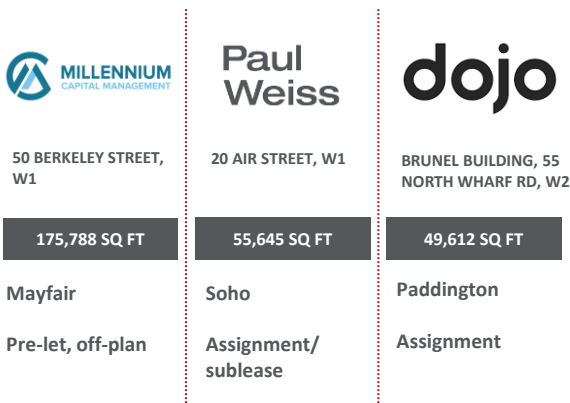 MILLENNIUM
CAPITAL MANAGEMENT
50 BERKELEY STREET,
W1
175,788 SQ FT
Mayfair
Pre-let, off-plan
Paul
Weiss
20 AIR STREET, W1
55,645 SQ FT
Soho
Assignment/
sublease
dojo
BRUNEL BUILDING, 55
NORTH WHARF RD, W2
49,612 SQ FT
Paddington
Assignment